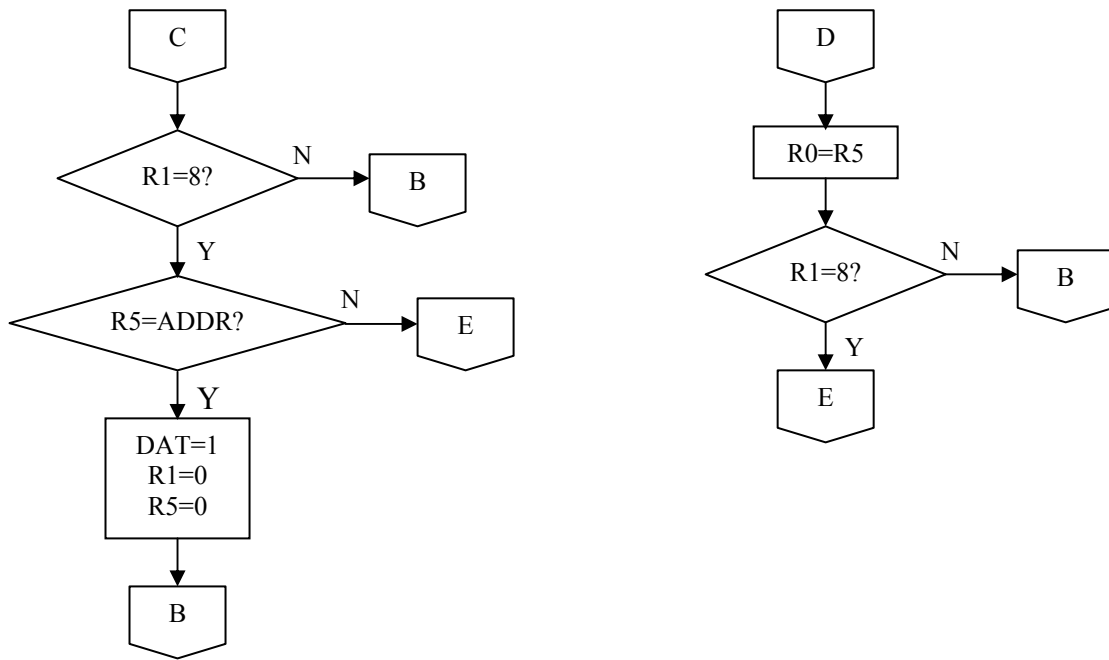 C
R1=8?
N
B
Y
R5=ADDR?
N
E
Y
DAT=1
R1=0
R5=0
B
D
R0=R5
R1=8?
N
B
Y
E